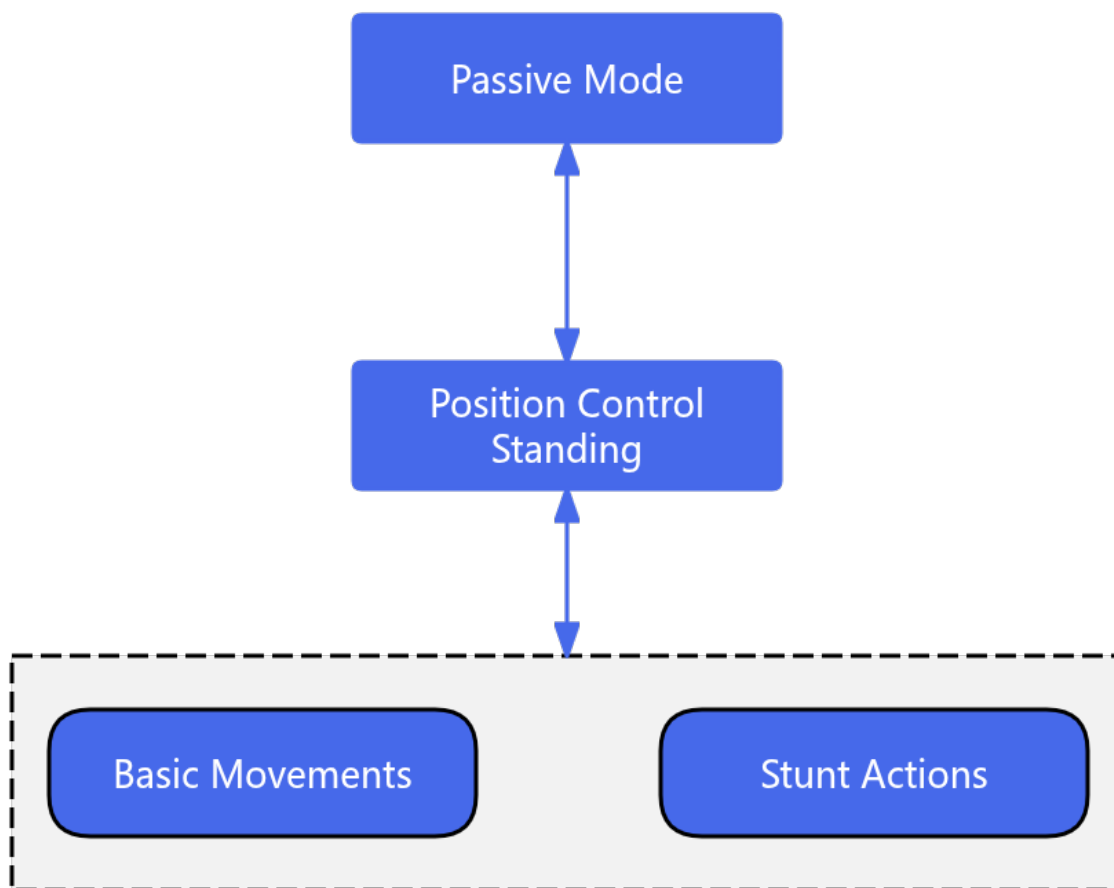 Passive Mode
Position Control
Standing
Basic Movements
Stunt Actions